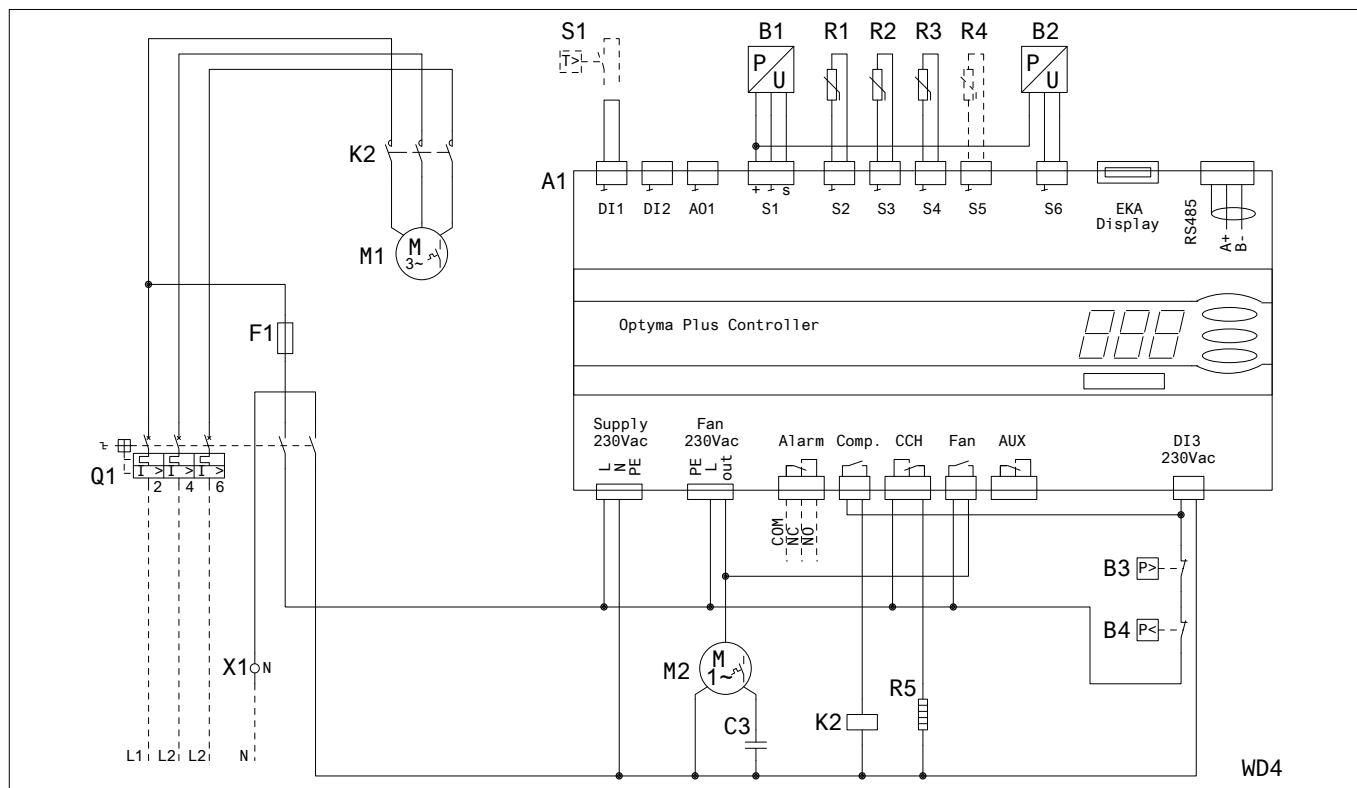 S1 B1 R1 R2 R3 R4 B2
T> P U P U
K2
A1
+ s
DI1 DI2 AO1 S1 S2 S3 S4 S5 S6 EKA RS485
Display A+ B-
M1 M
3~
F1
Optyma Plus Controller
Supply Fan Alarm Comp. CCH Fan AUX DI3
230Vac 230Vac 230Vac
L N PE PE L out
Q1 I > I > I >
2 4 6
COM NC NO
B3 P>
B4 P<
X1 N
M2 M
1~
R5
C3 K2
L1 L2 L2 N
WD4